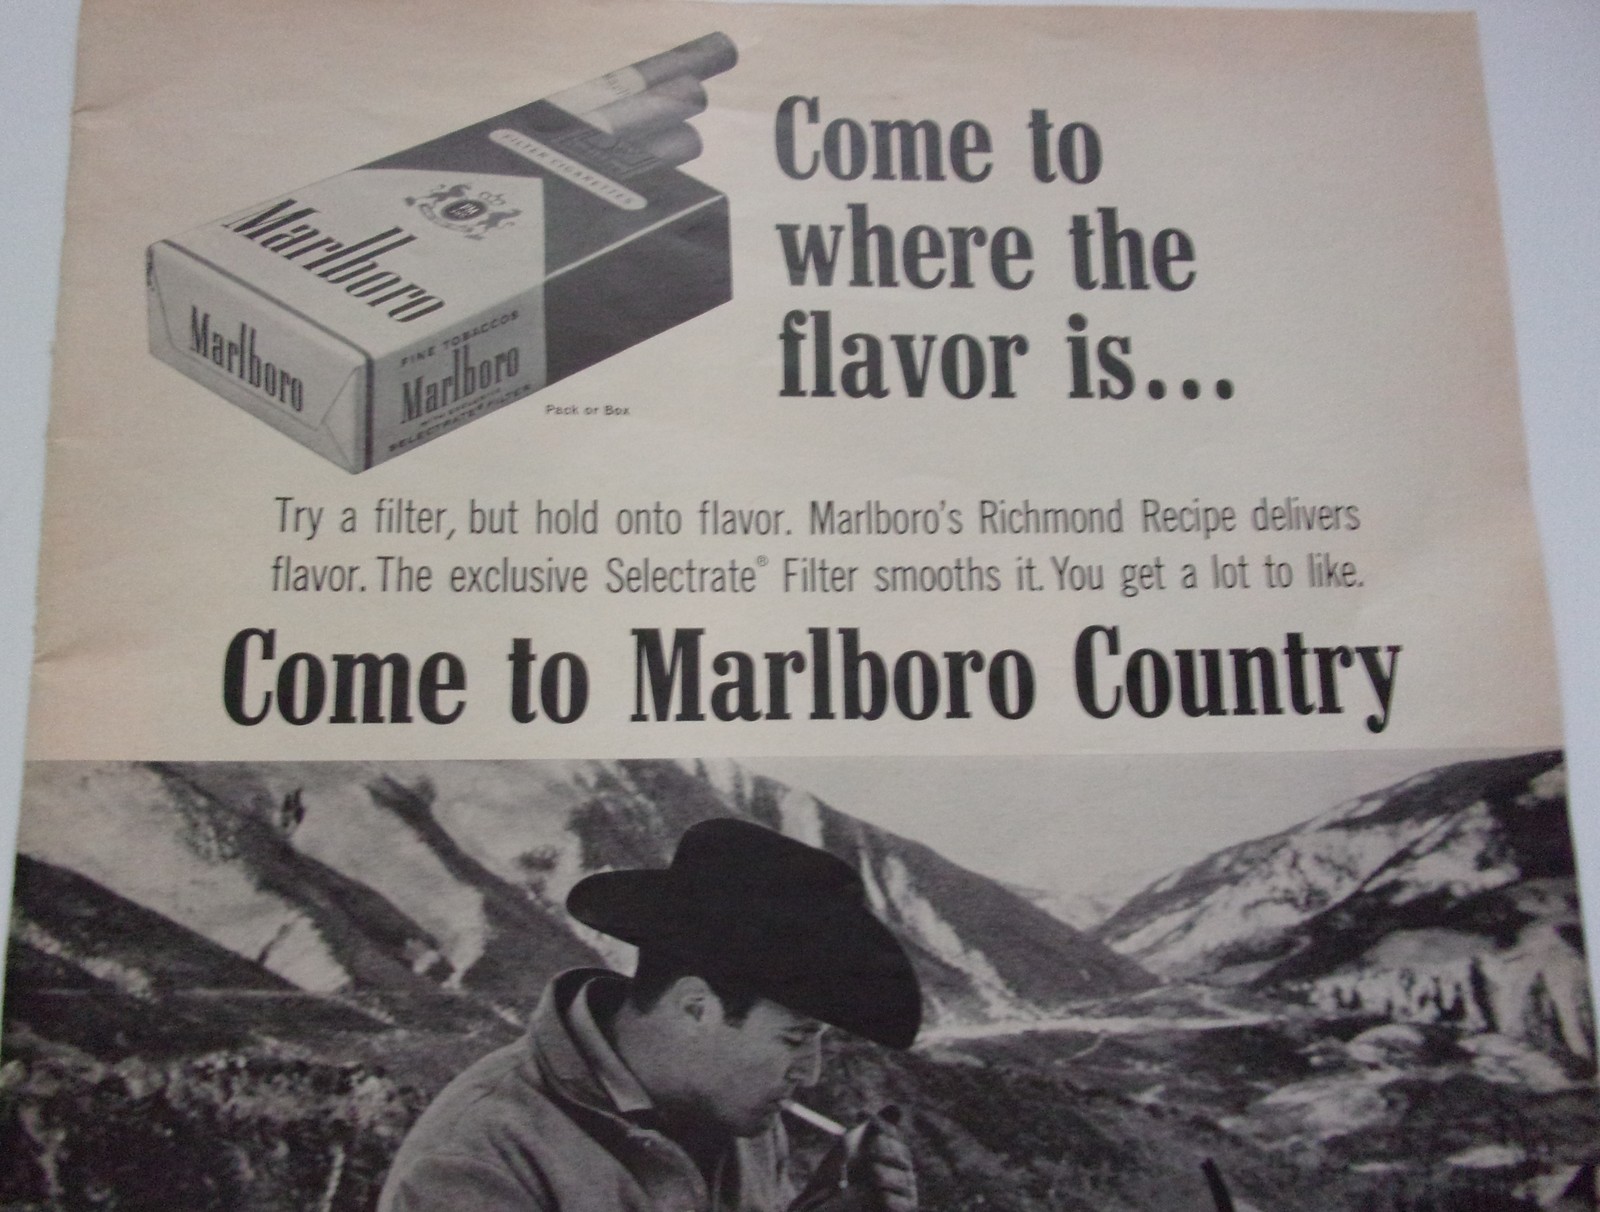 FILTER CIGARETTES
Marlboro
Marlboro
FINE TOBACCOS
Marlboro
SELECTRATE FILTER
Pack or Box
Come to
where the
flavor is...
Try a filter, but hold onto flavor. Marlboro's Richmond Recipe delivers
flavor. The exclusive Selectrate® Filter smooths it. You get a lot to like.
Come to Marlboro Country